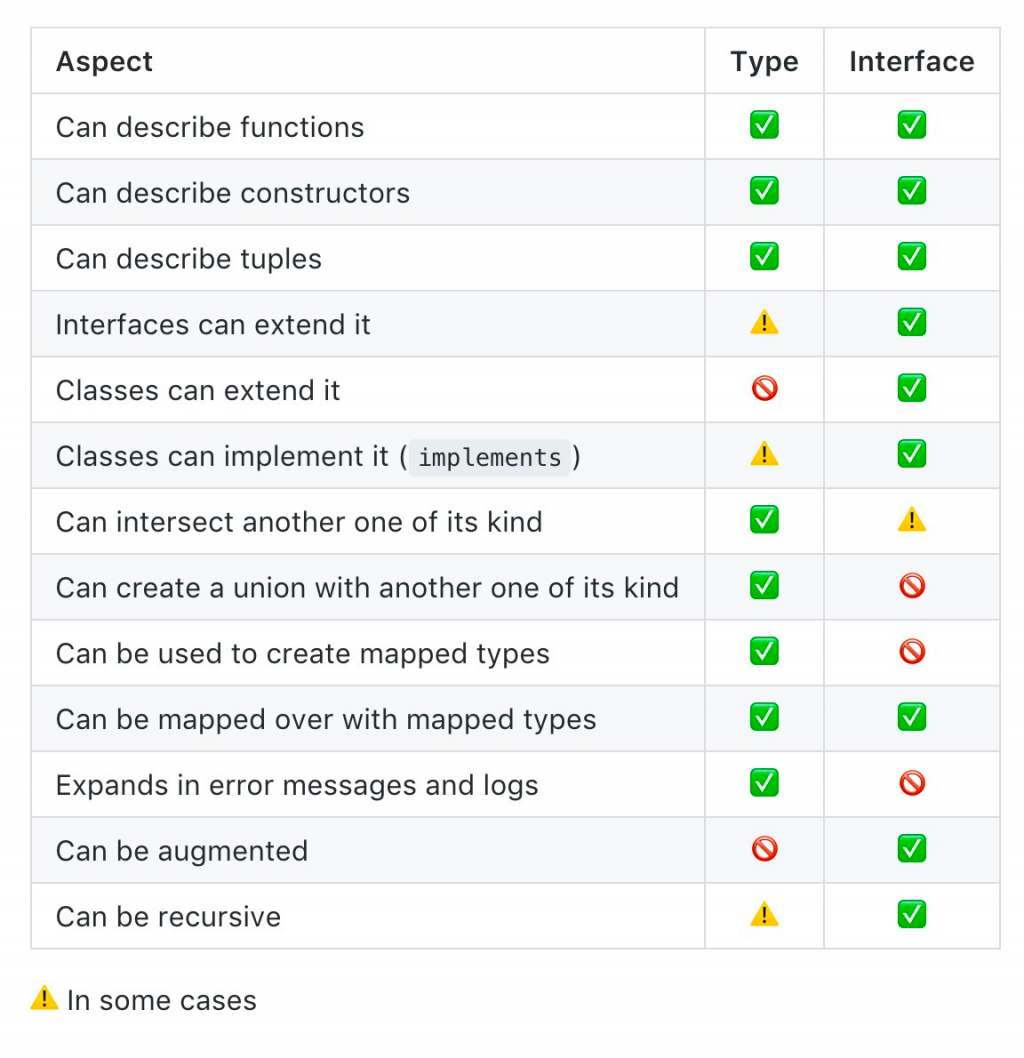 Aspect Type Interface
Can describe functions ✅ ✅
Can describe constructors ✅ ✅
Can describe tuples ✅ ✅
Interfaces can extend it ⚠️ ✅
Classes can extend it 🚫 ✅
Classes can implement it (implements) ⚠️ ✅
Can intersect another one of its kind ✅ ⚠️
Can create a union with another one of its kind ✅ 🚫
Can be used to create mapped types ✅ 🚫
Can be mapped over with mapped types ✅ ✅
Expands in error messages and logs ✅ 🚫
Can be augmented 🚫 ✅
Can be recursive ⚠️ ✅
⚠️ In some cases